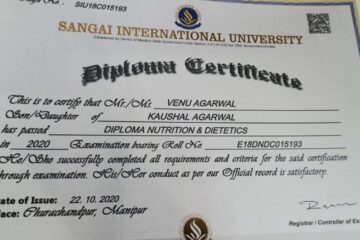 No : SIU18C015193
SANGAI INTERNATIONAL UNIVERSITY
Diploma Certificate
This is to certify that Mr/Ms. VENU AGARWAL
Son/Daughter of KAUSHAL AGARWAL
has passed DIPLOMA NUTRITION & DIETETICS
in 2020 Examination bearing Roll No. E18DNDC015193
He/She successfully completed all requirements and criteria for the said certification
through examination. His/Her conduct as per our Official record is satisfactory.
Date of Issue: 22. 10. 2020
Place: Churachandpur, Manipur
Registrar / Controller of Exam